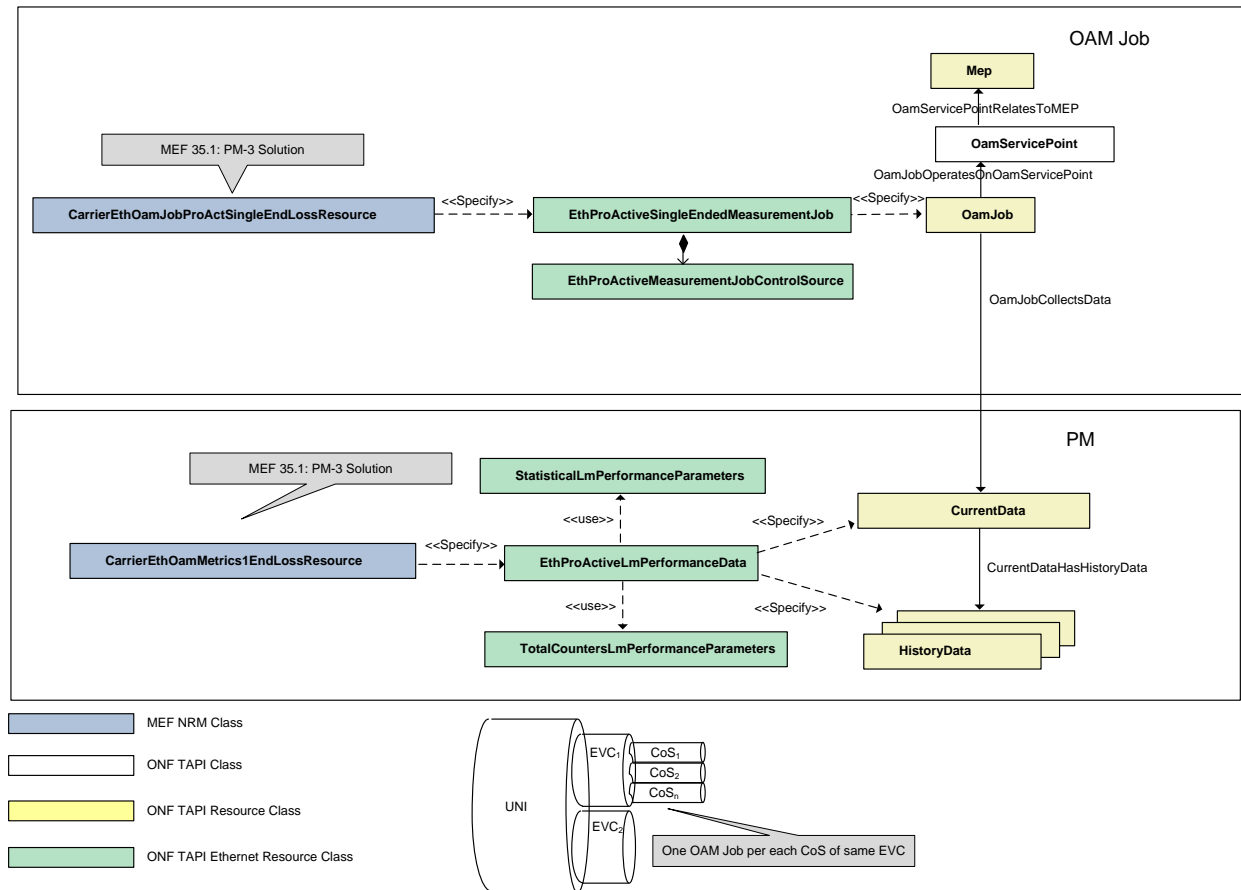 OAM Job
Mep
OamServicePointRelatesToMEP
MEF 35.1: PM-3 Solution
OamServicePoint
OamJobOperatesOnOamServicePoint
<<Specify>>
<<Specify>>
CarrierEthOamJobProActSingleEndLossResource
EthProActiveSingleEndedMeasurementJob
OamJob
EthProActiveMeasurementJobControlSource
OamJobCollectsData
PM
MEF 35.1: PM-3 Solution
StatisticalLmPerformanceParameters
CurrentData
<<use>>
<<Specify>>
<<Specify>>
CarrierEthOamMetrics1EndLossResource
EthProActiveLmPerformanceData
CurrentDataHasHistoryData
<<use>>
<<Specify>>
TotalCountersLmPerformanceParameters
HistoryData
MEF NRM Class
ONF TAPI Class
ONF TAPI Resource Class
ONF TAPI Ethernet Resource Class
UNI
EVC1
CoS1
CoS2
CoSn
EVC2
One OAM Job per each CoS of same EVC